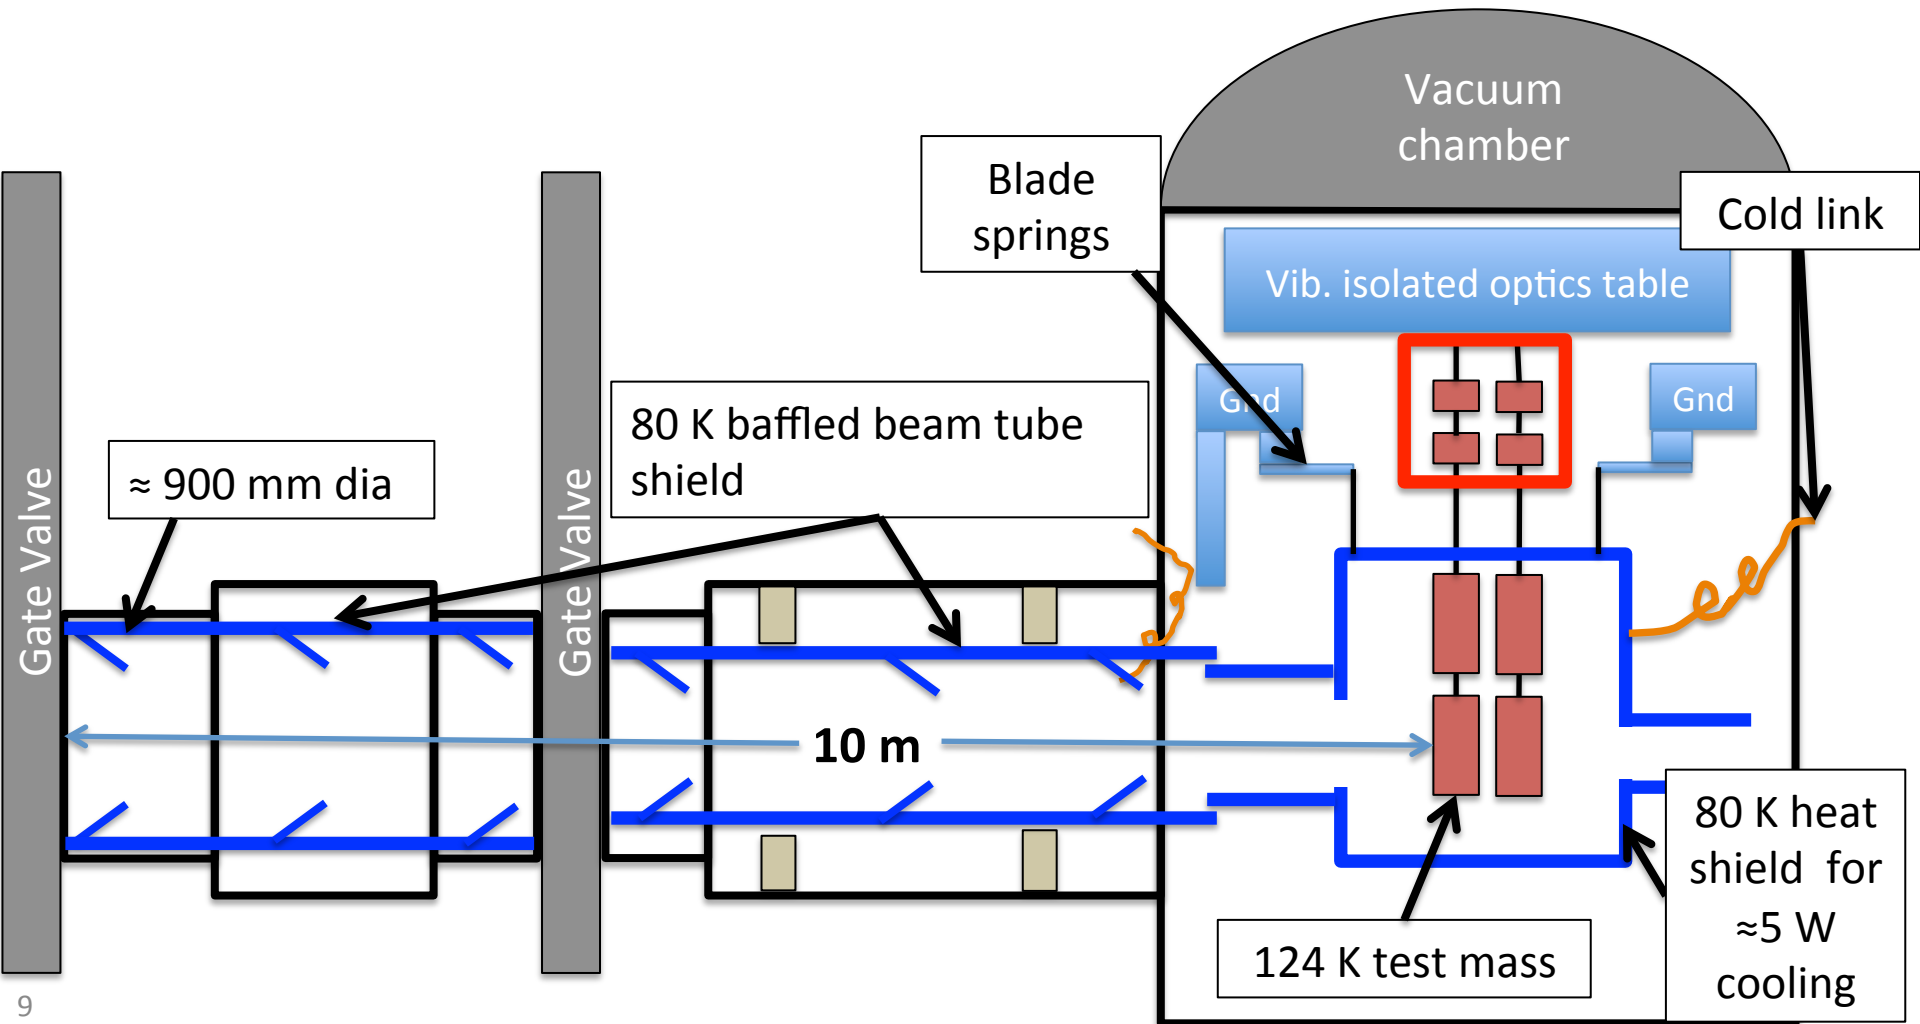 Vacuum
chamber
Blade
springs
Cold link
Vib. isolated optics table
Gnd
Gnd
80 K baffled beam tube
shield
≈ 900 mm dia
Gate Valve
Gate Valve
10 m
80 K heat
shield for
≈5 W
cooling
124 K test mass
9